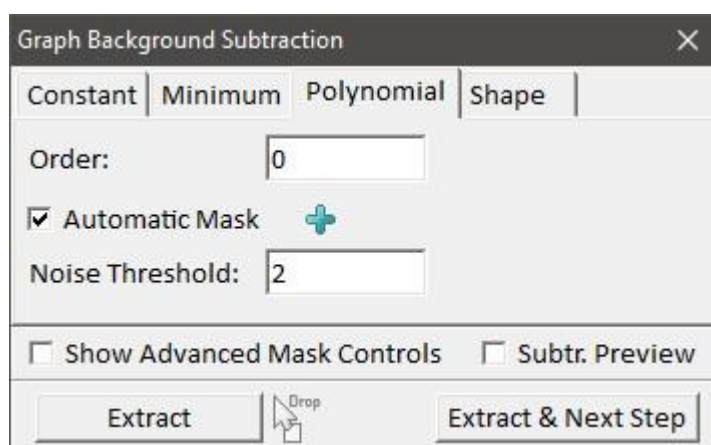 Graph Background Subtraction
Constant Minimum Polynomial Shape
Order: 0
Automatic Mask
Noise Threshold: 2
Show Advanced Mask Controls Subtr. Preview
Extract Drop Extract & Next Step